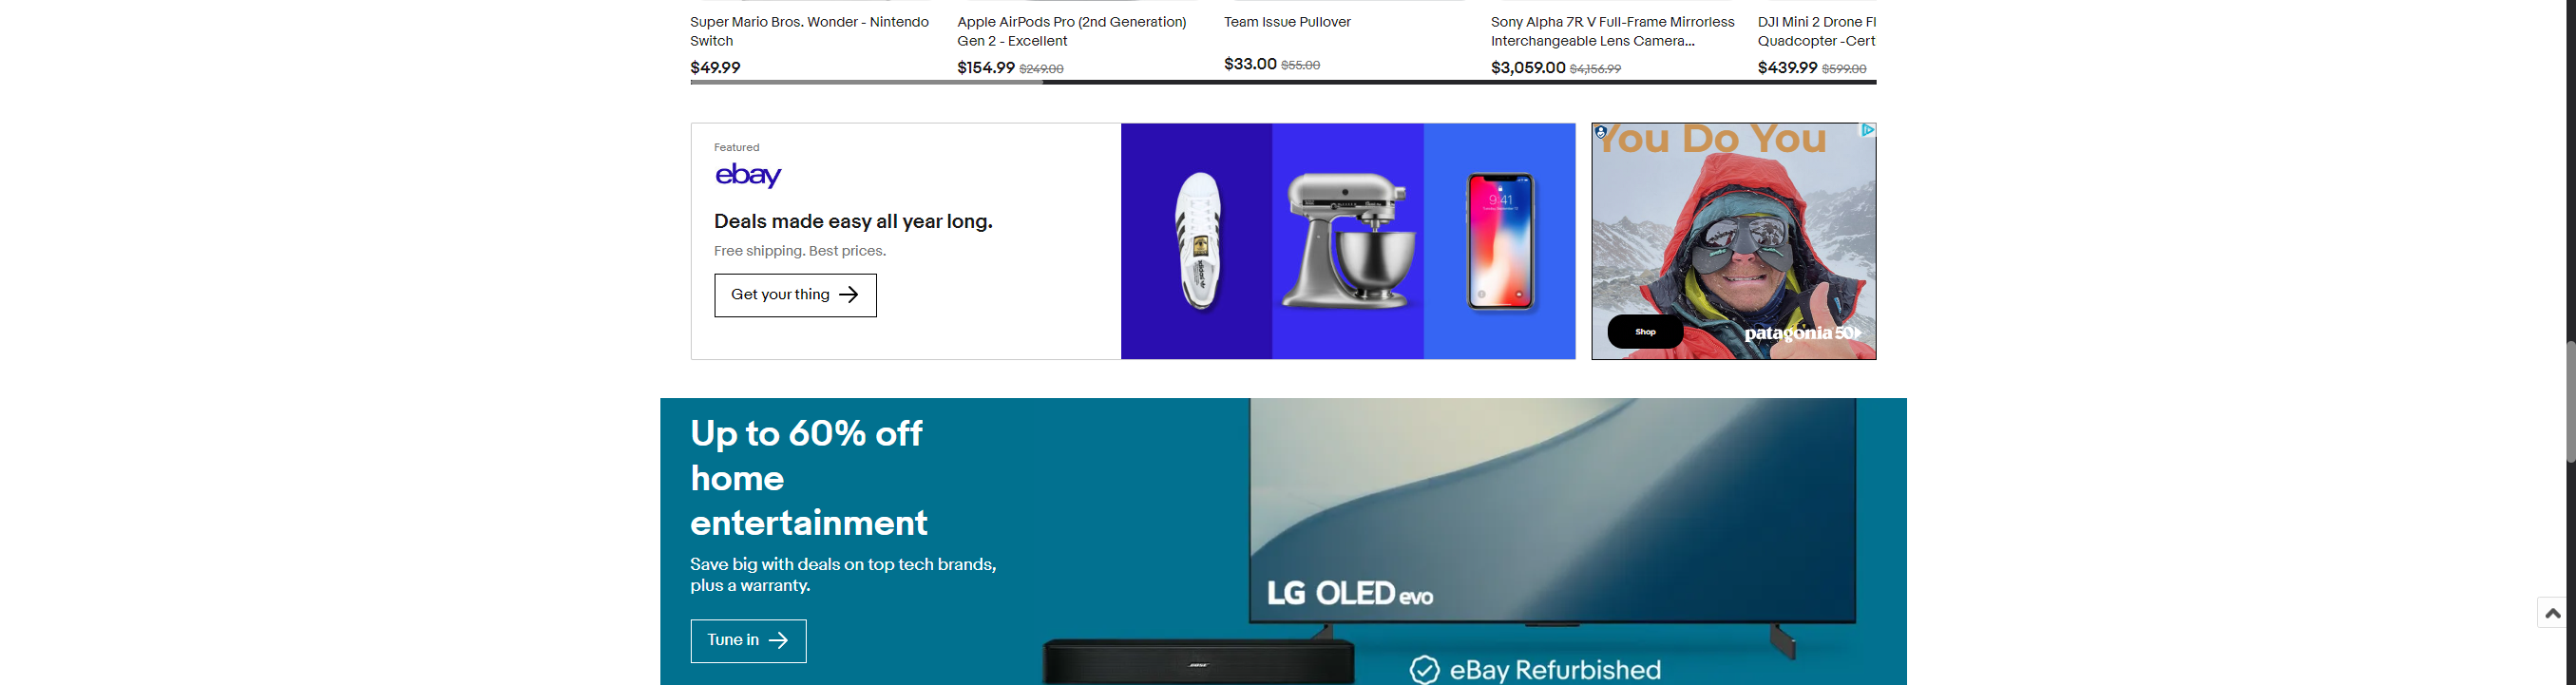 Super Mario Bros. Wonder - Nintendo
Switch
$49.99
Apple AirPods Pro (2nd Generation)
Gen 2 - Excellent
$154.99 $249.00
Team Issue Pullover
$33.00 $55.00
Sony Alpha 7R V Full-Frame Mirrorless
Interchangeable Lens Camera...
$3,059.00 $4,156.99
DJI Mini 2 Drone Fl
Quadcopter -Cert
$439.99 $599.00
Featured
ebay
Deals made easy all year long.
Free shipping. Best prices.
Get your thing
9:41
You Do You
Shop
patagonia 50
Up to 60% off
home
entertainment
Save big with deals on top tech brands,
plus a warranty.
Tune in
LG OLED evo
BOSE
eBay Refurbished